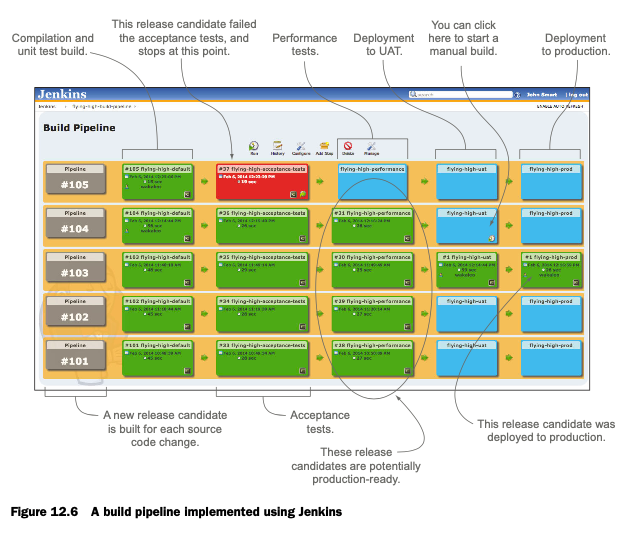 Compilation and
unit test build.
This release candidate failed
the acceptance tests, and
stops at this point.
Performance
tests.
Deployment
to UAT.
You can click
here to start a
manual build.
Deployment
to production.
Jenkins
search
John Smart | log out
Jenkins
flying-high-build-pipeline
ENABLE AUTO REFRESH
Build Pipeline
Run
History
Configure
Add Step
Delete
Manage
Pipeline
#105
#105 flying-high-default
#37 flying-high-acceptance-tests
flying-high-performance
flying-high-uat
flying-high-prod
Pipeline
#104
#104 flying-high-default
#36 flying-high-acceptance-tests
#31 flying-high-performance
flying-high-uat
flying-high-prod
Pipeline
#103
#103 flying-high-default
#35 flying-high-acceptance-tests
#30 flying-high-performance
#1 flying-high-uat
#1 flying-high-prod
Pipeline
#102
#102 flying-high-default
#34 flying-high-acceptance-tests
#29 flying-high-performance
flying-high-uat
flying-high-prod
Pipeline
#101
#101 flying-high-default
#33 flying-high-acceptance-tests
#28 flying-high-performance
flying-high-uat
flying-high-prod
A new release candidate
is built for each source
code change.
Acceptance
tests.
These release
candidates are potentially
production-ready.
This release candidate was
deployed to production.
Figure 12.6 A build pipeline implemented using Jenkins